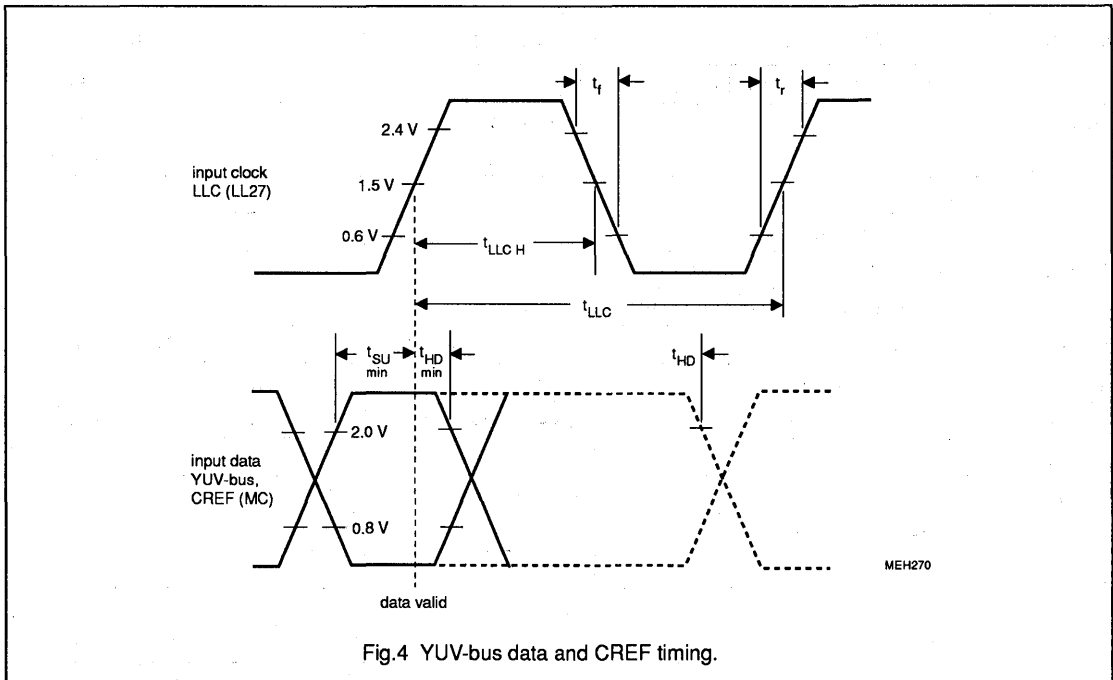 t_f
t_r
2.4 V
input clock
LLC (LL27)
1.5 V
0.6 V
t_LLC H
t_LLC
t_SU
min
t_HD
min
t_HD
2.0 V
input data
YUV-bus,
CREF (MC)
0.8 V
MEH270
data valid
Fig.4 YUV-bus data and CREF timing.